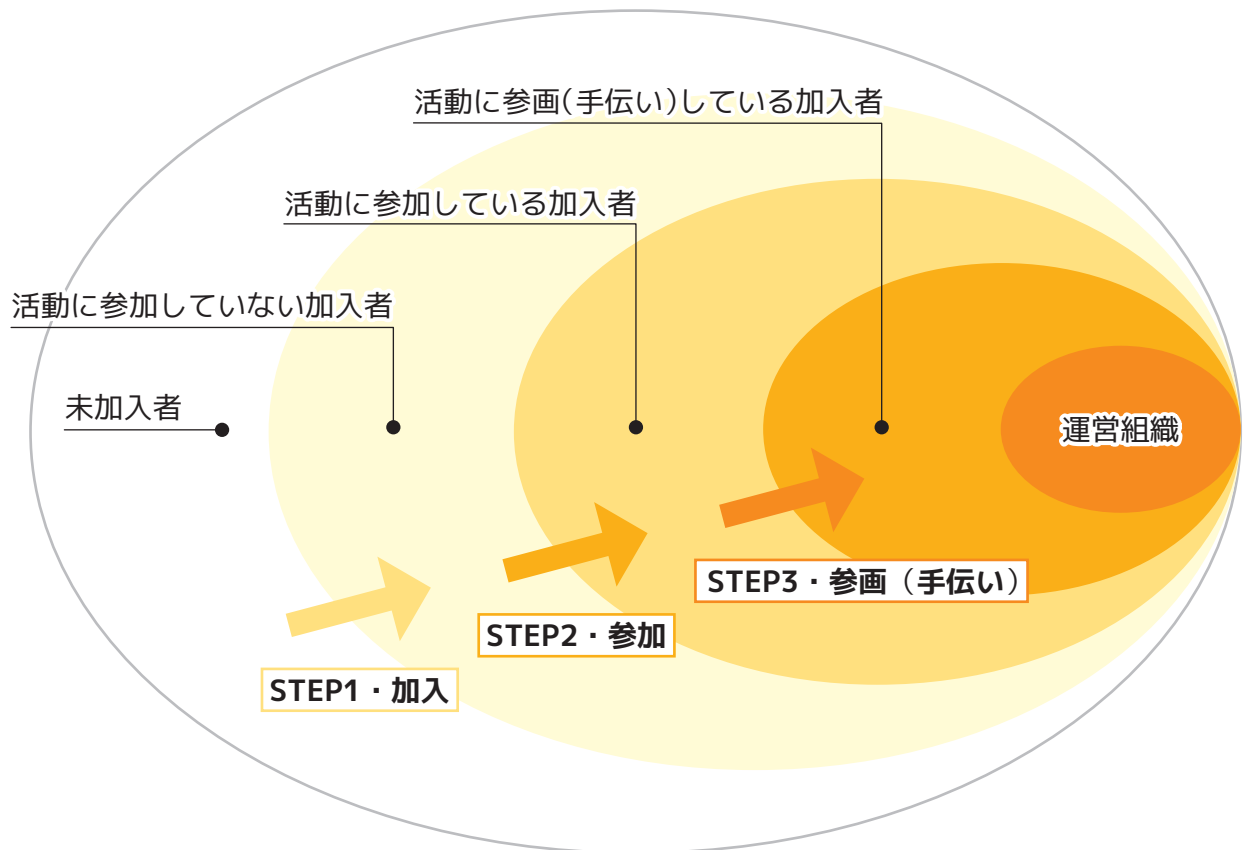 活動に参画(手伝い)している加入者
活動に参加している加入者
活動に参加していない加入者
未加入者
運営組織
STEP3・参画（手伝い）
STEP2・参加
STEP1・加入